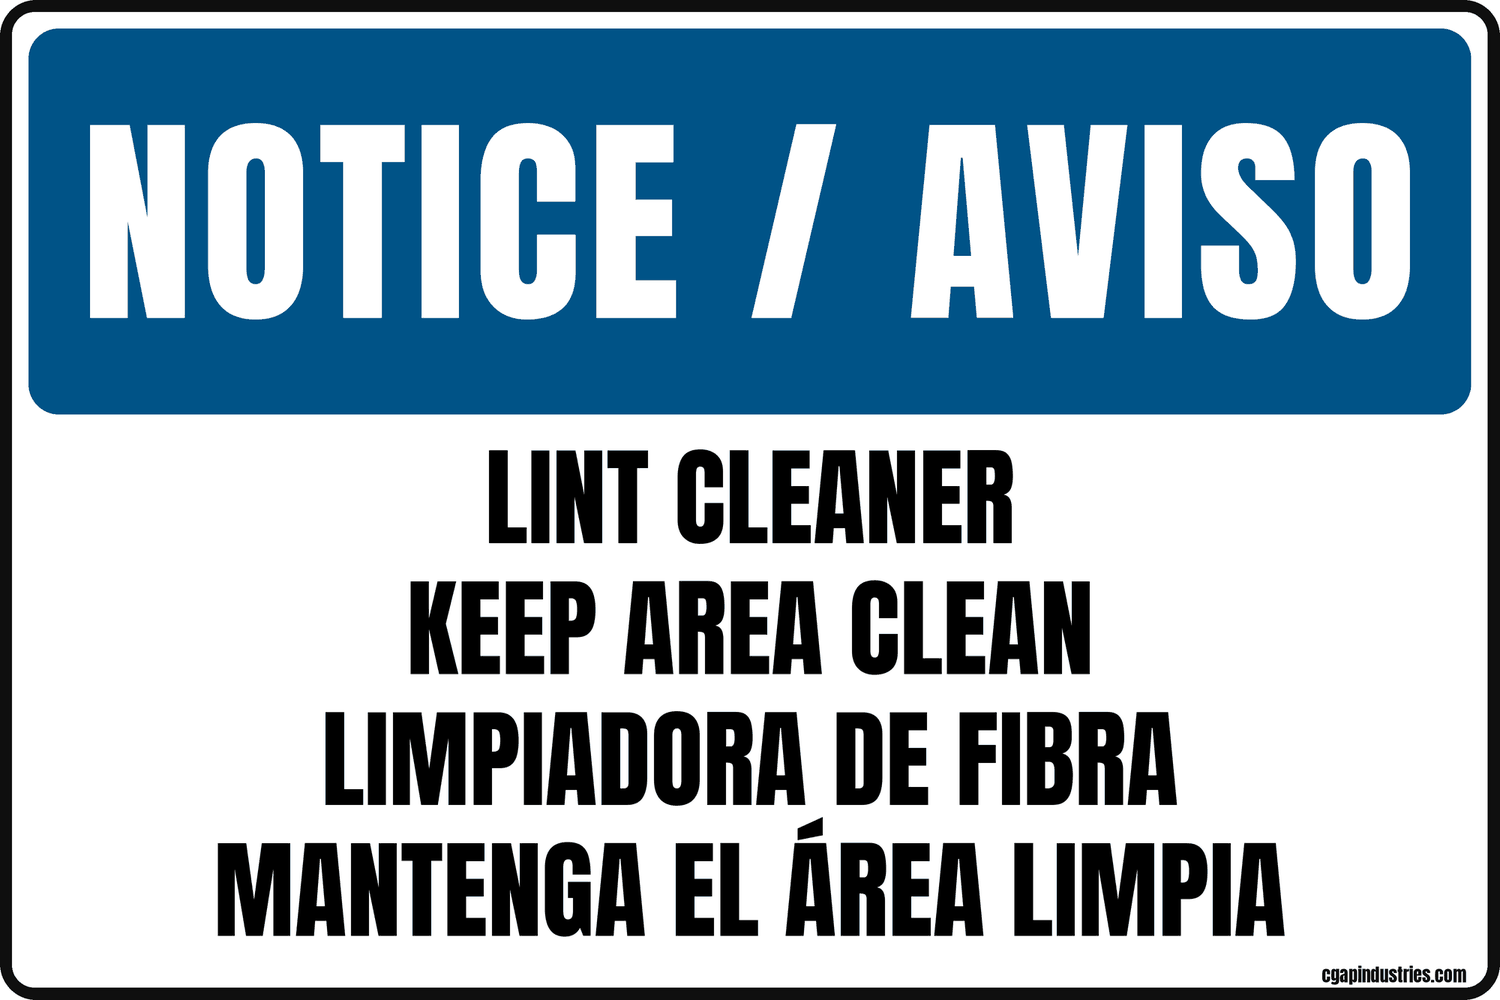 NOTICE / AVISO
LINT CLEANER
KEEP AREA CLEAN
LIMPIADORA DE FIBRA
MANTENGA EL ÁREA LIMPIA
cgapindustries.com